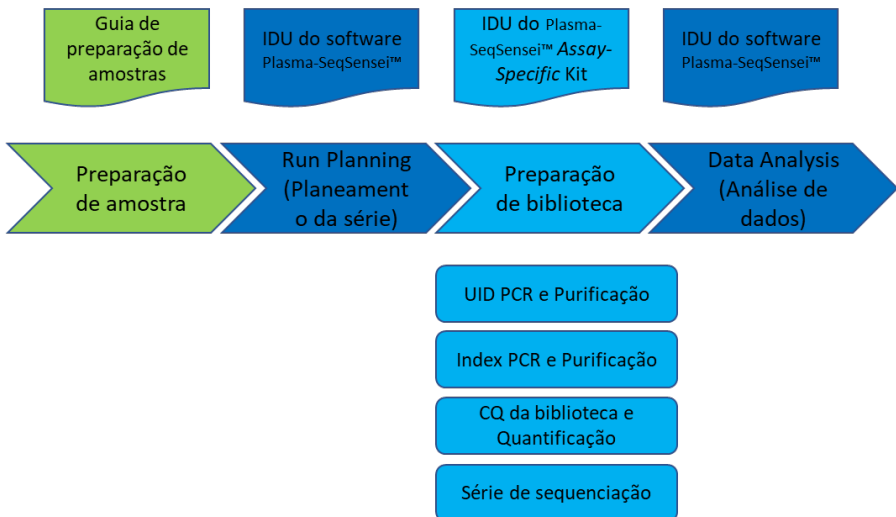 Guia de
preparação de
amostras
IDU do software
Plasma-SeqSensei™
IDU do Plasma-
SeqSensei™ Assay-
Specific Kit
IDU do software
Plasma-SeqSensei™
Preparação
de amostra
Run Planning
(Planeament
o da série)
Preparação
de biblioteca
Data Analysis
(Análise de
dados)
UID PCR e Purificação
Index PCR e Purificação
CQ da biblioteca e
Quantificação
Série de sequenciação